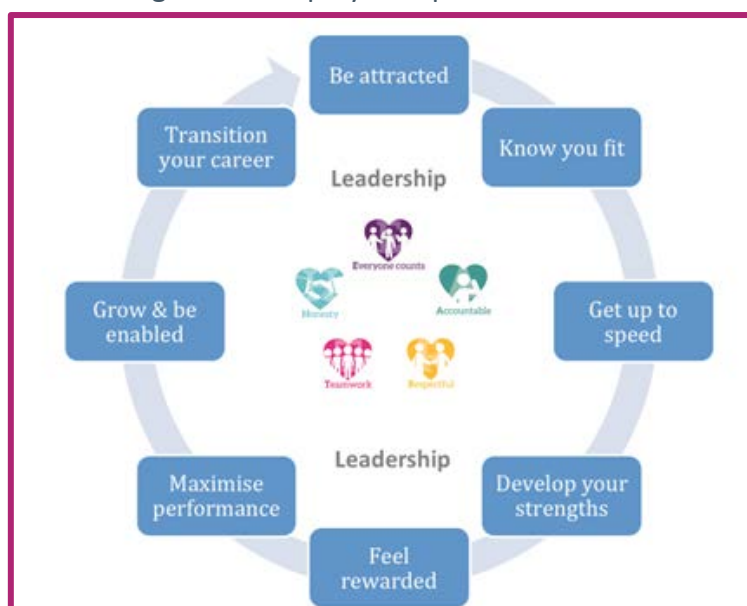 Be attracted
Know you fit
Get up to
speed
Develop your
strengths
Feel
rewarded
Maximise
performance
Grow & be
enabled
Transition
your career
Leadership
Everyone counts
Honesty
Accountable
Teamwork
Respectful
Leadership